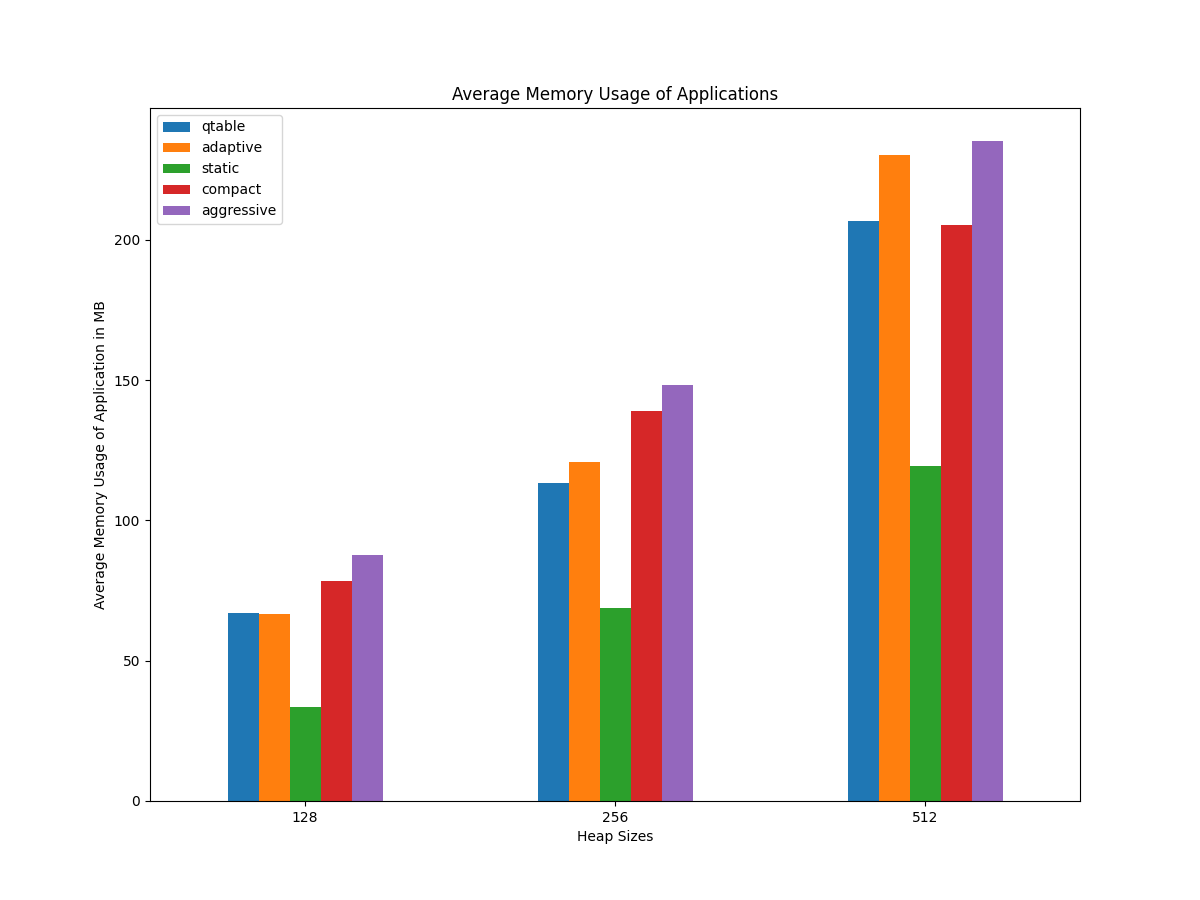 Average Memory Usage of Applications
qtable
adaptive
static
compact
aggressive
Average Memory Usage of Application in MB
200
150
100
50
0
128 256 512
Heap Sizes